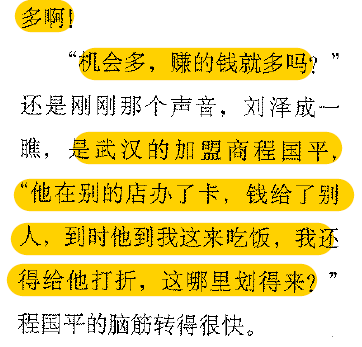 多啊!
“机会多，赚的钱就多吗？”
还是刚刚那个声音，刘泽成一
瞧，是武汉的加盟商程国平，
“他在别的店办了卡，钱给了别
人，到时他到我这来吃饭，我还
得给他打折，这哪里划得来？”
程国平的脑筋转得很快。